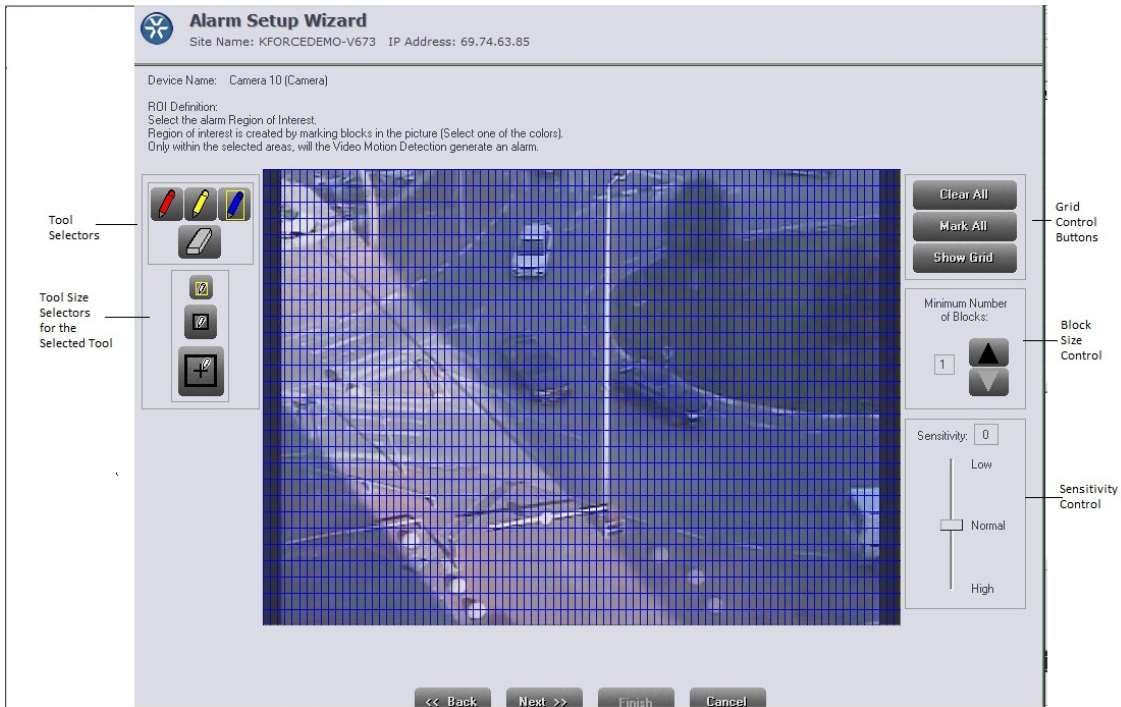 Alarm Setup Wizard
Site Name: KFORCEDEMO-V673 IP Address: 69.74.63.85
Device Name: Camera 10 (Camera)
ROI Definition:
Select the alarm Region of Interest.
Region of interest is created by marking blocks in the picture (Select one of the colors).
Only within the selected areas, will the Video Motion Detection generate an alarm.
Tool
Selectors
Tool Size
Selectors
for the
Selected Tool
Clear All
Mark All
Show Grid
Grid
Control
Buttons
Minimum Number
of Blocks:
1
Block
Size
Control
Sensitivity: 0
Low
Normal
High
Sensitivity
Control
<< Back
Next >>
Finish
Cancel